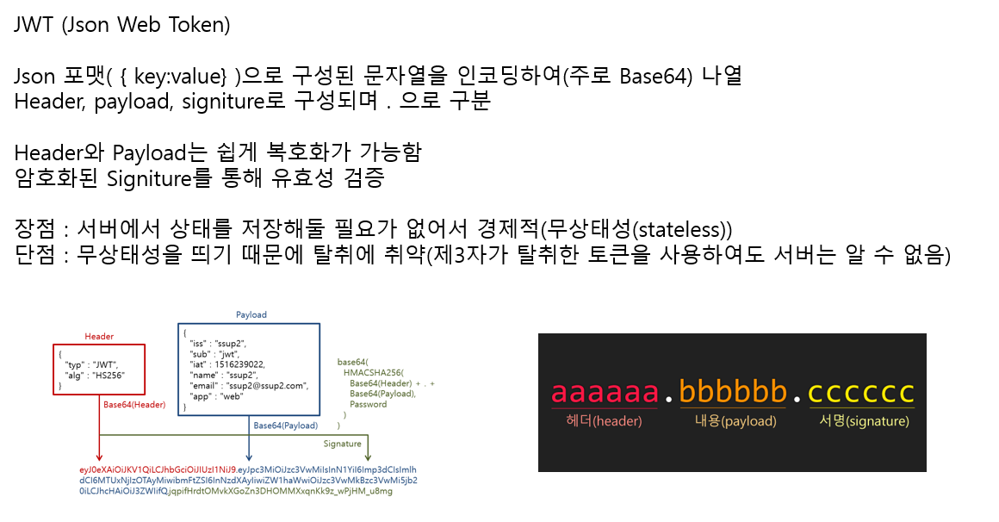 JWT (Json Web Token)
Json 포맷( { key:value} )으로 구성된 문자열을 인코딩하여(주로 Base64) 나열
Header, payload, signiture로 구성되며 . 으로 구분
Header와 Payload는 쉽게 복호화가 가능함
암호화된 Signiture를 통해 유효성 검증
장점 : 서버에서 상태를 저장해둘 필요가 없어서 경제적(무상태성(stateless))
단점 : 무상태성을 띄기 때문에 탈취에 취약(제3자가 탈취한 토큰을 사용하여도 서버는 알 수 없음)
Header
{
"typ" : "JWT",
"alg" : "HS256"
}
Base64(Header)
Payload
{
"iss" : "ssup2",
"sub" : "jwt",
"iat" : 1516239022,
"name" : "ssup2",
"email" : "ssup2@ssup2.com",
"app" : "web"
}
Base64(Payload)
base64(
HMACSHA256(
Base64(Header) + . +
Base64(Payload),
Password
)
)
Signature
eyJ0eXAiOiJKV1QiLCJhbGciOiJIUzI1NiJ9.eyJpc3MiOiJzc3VwMiIsInN1YiI6Imp3dCIsImlh
dCI6MTUxNjIzOTAyMiwibmFtZSI6InNzdXAyIiwiZW1haWwiOiJzc3VwMkBzc3VwMi5jb2
0iLCJhcHAiOiJ3ZWIifQ.jqpifHrdtOMvkXGoZn3DHOMMXxqnKk9z_wPjHM_u8mg
aaaaaa.bbbbbb.cccccc
헤더(header) 내용(payload) 서명(signature)